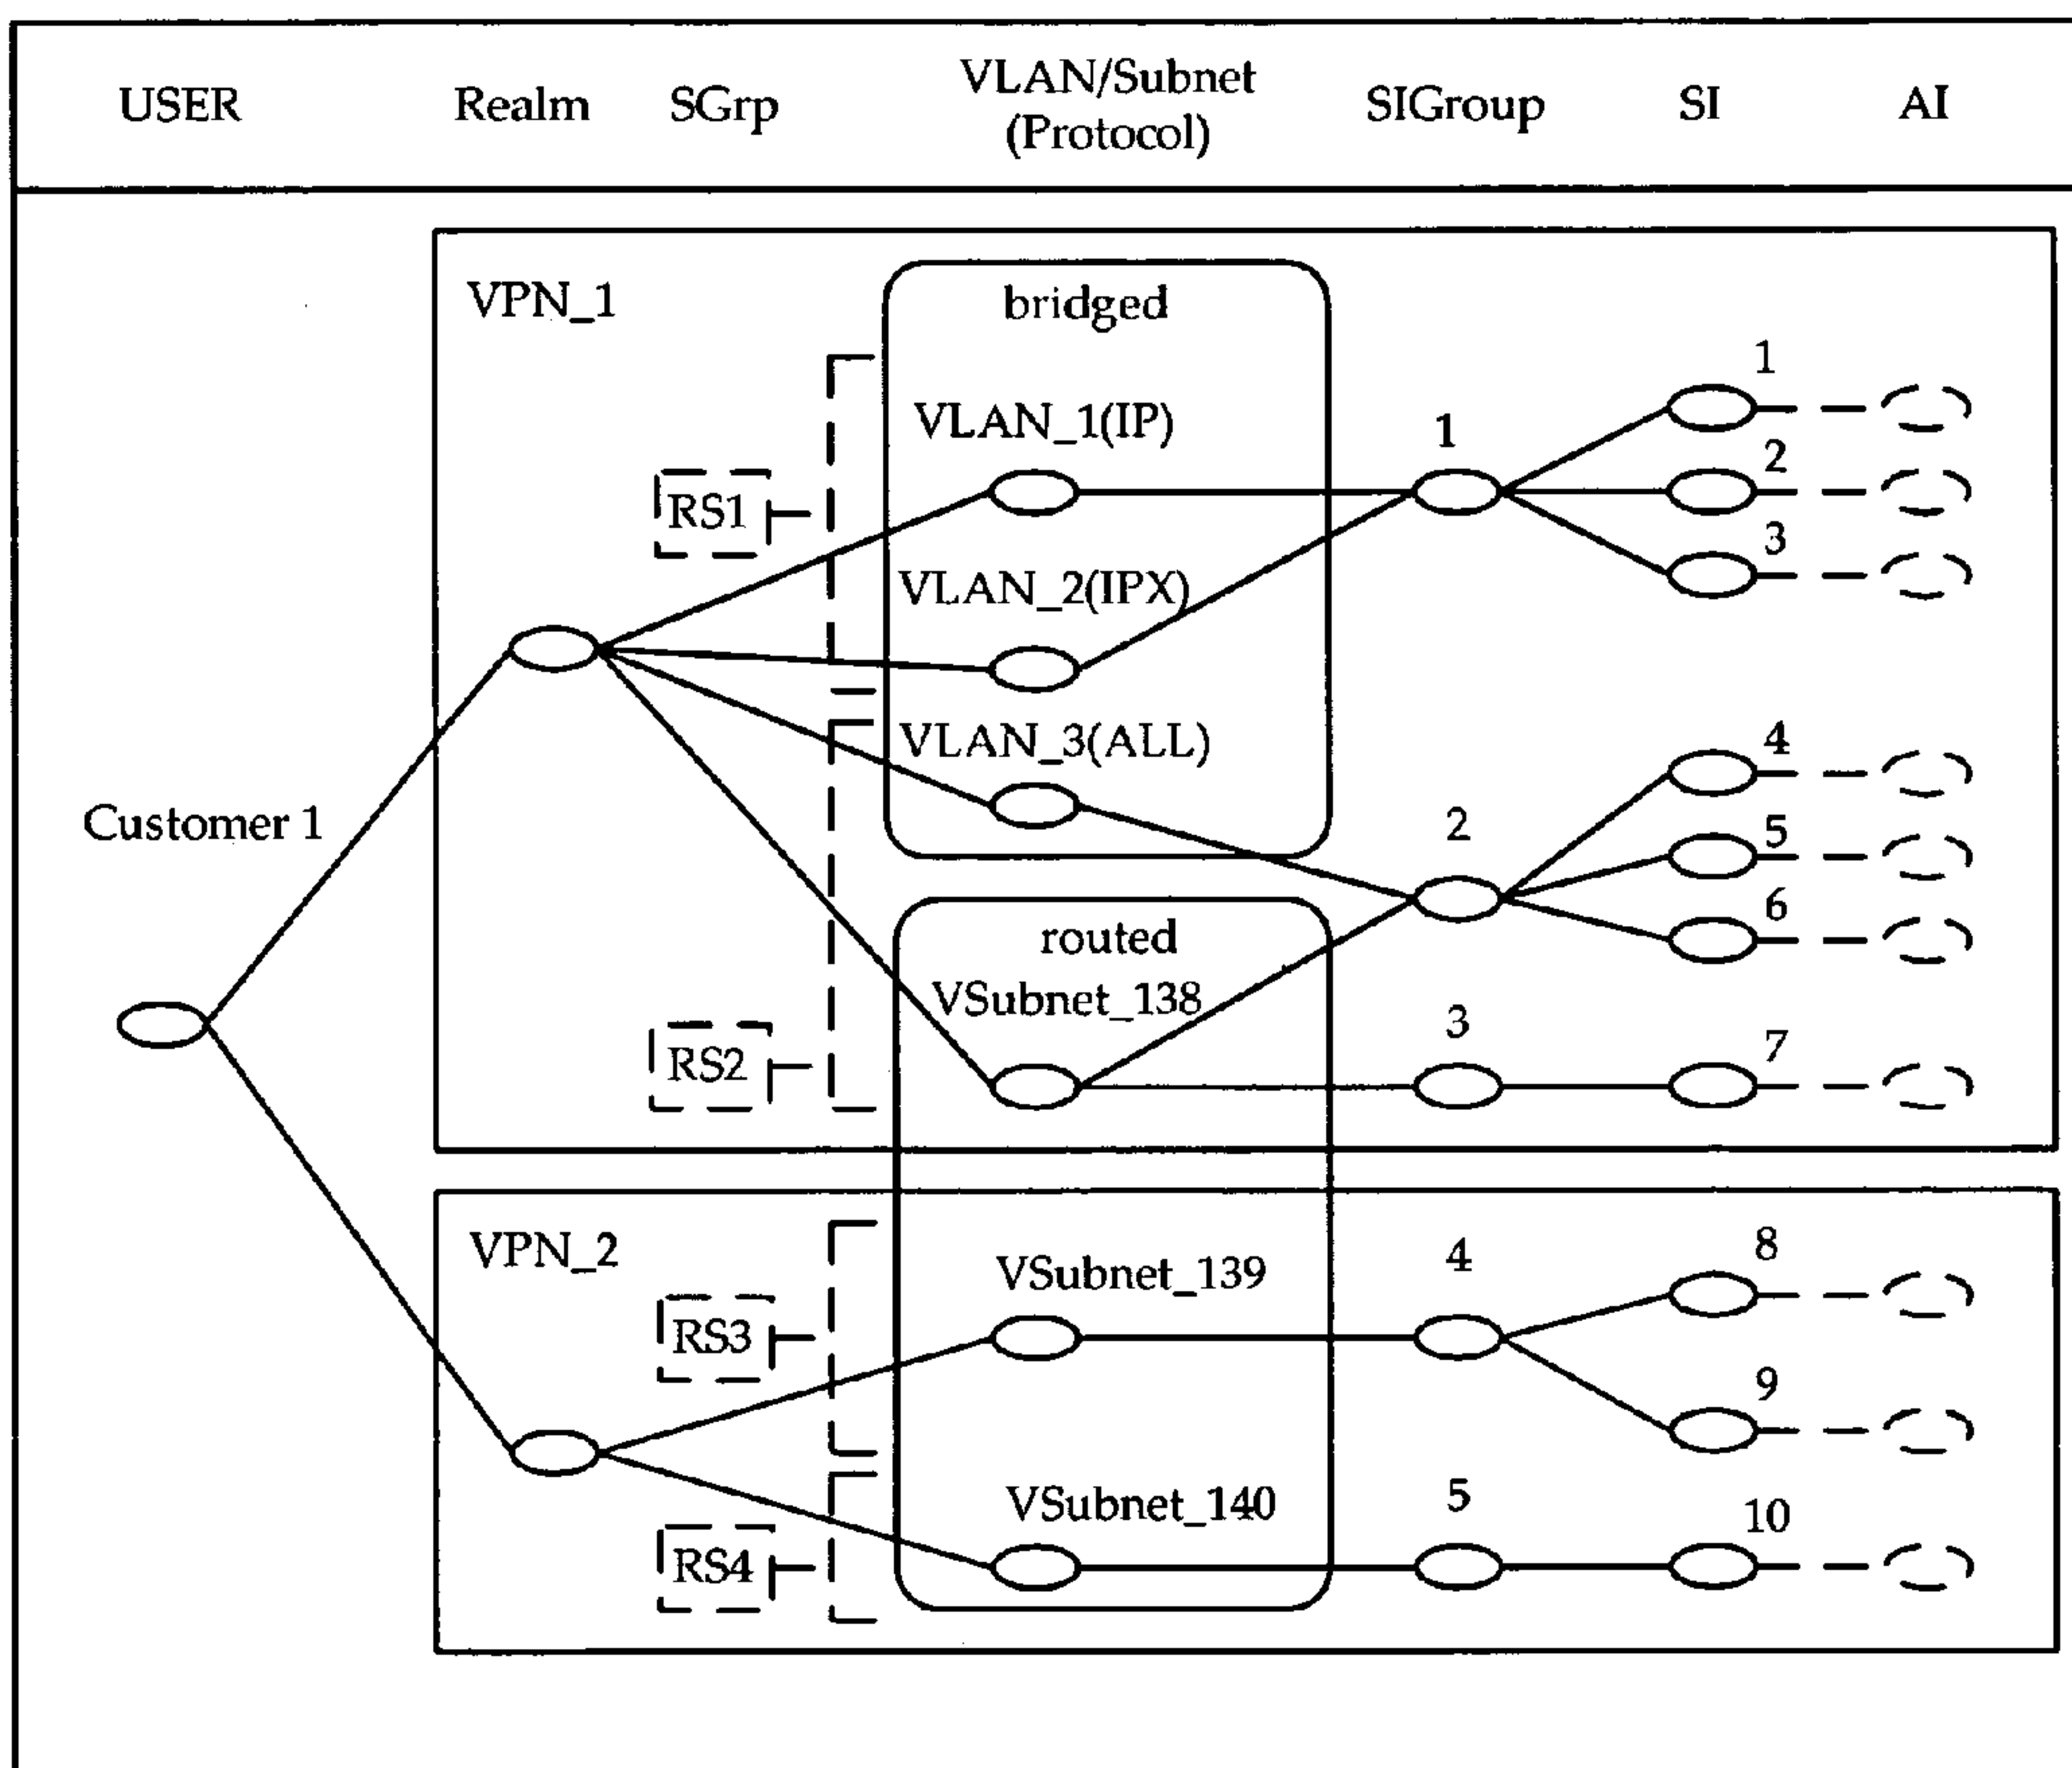 USER Realm SGrp VLAN/Subnet (Protocol) SIGroup SI AI
VPN_1
bridged
1
VLAN_1(IP)
1
2
RS1
3
VLAN_2(IPX)
VLAN_3(ALL)
4
Customer 1
2
5
6
routed
VSubnet_138
3
7
RS2
VPN_2
VSubnet_139
4
8
RS3
9
VSubnet_140
5
10
RS4